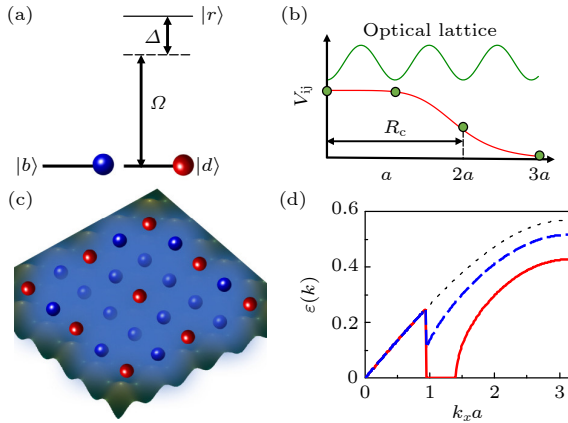 (a)
|r⟩
Δ
Ω
|b⟩
|d⟩
(b)
Optical lattice
V_ij
R_c
a
2a
3a
(c)
(d)
0.6
0.4
0.2
0
ε(k)
0
1
2
3
k_x a